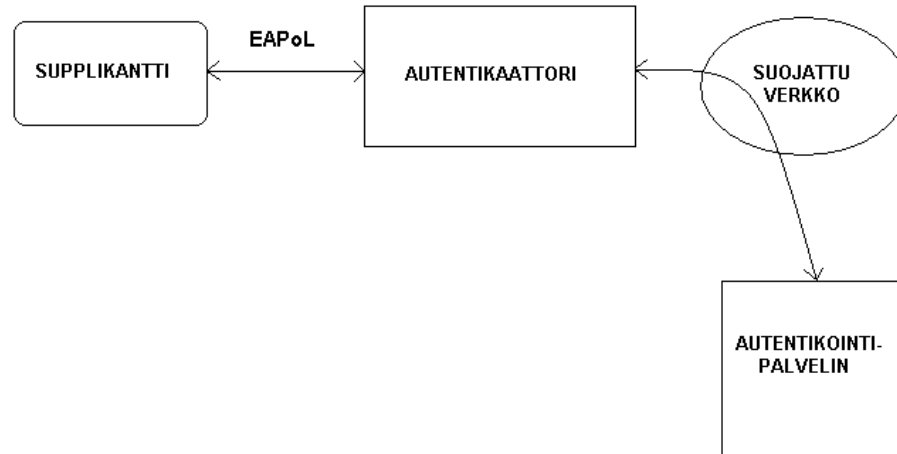 EAPoL
SUPPLIKANTTI
AUTENTIKAATTORI
SUOJATTU
VERKKO
AUTENTIKOINTI-
PALVELIN